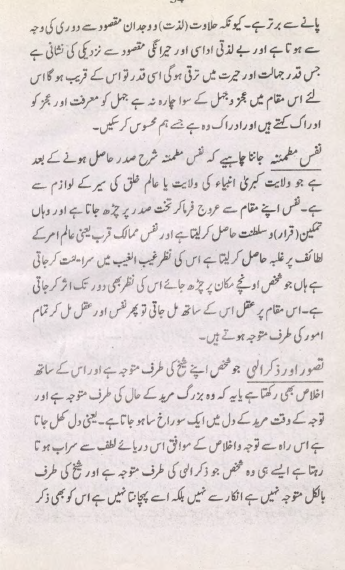 پانے سے برتر ہے۔ کیونکہ حلاوت (لذت) و وجدان مقصود سے دوری کی وجہ
سے ہوتا ہے اور بے لذتی اداسی اور حیرانگی مقصود سے نزدیکی کی نشانی ہے
جس قدر جہالت اور حیرت میں ترقی ہوگی اسی قدر تو اس کے قریب ہوگا اس
لئے اس مقام میں عجز و جہل کے سوا چارہ نہ ہے جہل کو معرفت اور عجز کو
ادراک کہتے ہیں اور ادراک وہ ہے جسے ہم محسوس کر سکیں۔
نفس مطمئنہ جاننا چاہیے کہ نفس مطمئنہ شرح صدر حاصل ہونے کے بعد
ہے جو ولایت کبریٰ انبیاء کی ولایت یا عالم خلق کی سیر کے لوازم سے
ہے۔ نفس اپنے مقام سے عروج فرما کر تخت صدر پر چڑھ جاتا ہے اور وہاں
تمکین (قرار) و سلطنت حاصل کر لیتا ہے اور نفس ممالک قرب یعنی عالم امر کے
لطائف پر غلبہ حاصل کر لیتا ہے اس کی نظر غیب الغیب میں سرایت کر جاتی
ہے ہاں جو شخص اونچے مکان پر چڑھ جائے اس کی نظر بھی دور تک اثر کر جاتی
ہے۔ اس مقام پر عقل اس کے ساتھ مل جاتی تو پھر نفس اور عقل مل کر تمام
امور کی طرف متوجہ ہوتے ہیں۔
تصور اور ذکر الہی جو شخص اپنے شیخ کی طرف متوجہ ہے اور اس کے ساتھ
اخلاص بھی رکھتا ہے یا یہ کہ وہ بزرگ مرید کے حال کی طرف متوجہ ہے اور
توجہ کے وقت مرید کے دل میں ایک سوراخ سا ہو جاتا ہے۔ یعنی دل کھل جاتا
ہے اس راہ سے توجہ و اخلاص کے موافق اس دریائے لطف سے سراب ہوتا
رہتا ہے ایسے ہی وہ شخص جو ذکر الہی کی طرف متوجہ ہے اور شیخ کی طرف
بالکل متوجہ نہیں ہے انکار سے نہیں بلکہ اسے پہچانتا نہیں ہے اس کو بھی ذکر